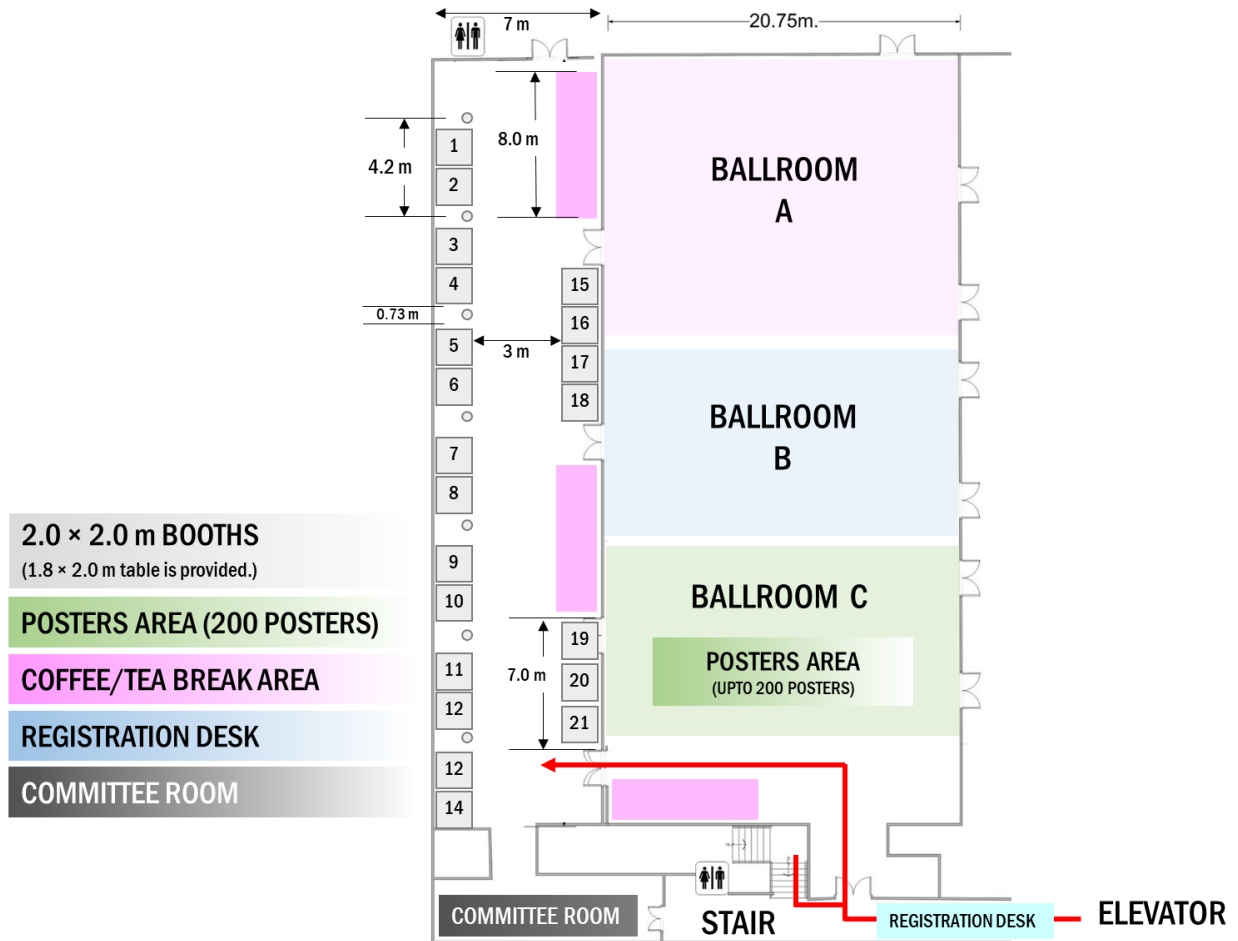 7 m
20.75m.
8.0 m
4.2 m
1
2
3
4
0.73 m
5
6
3 m
7
8
9
10
11
12
12
14
15
16
17
18
19
20
21
7.0 m
BALLROOM
A
BALLROOM
B
BALLROOM C
POSTERS AREA
(UPTO 200 POSTERS)
2.0 × 2.0 m BOOTHS
(1.8 × 2.0 m table is provided.)
POSTERS AREA (200 POSTERS)
COFFEE/TEA BREAK AREA
REGISTRATION DESK
COMMITTEE ROOM
COMMITTEE ROOM
STAIR
REGISTRATION DESK
ELEVATOR